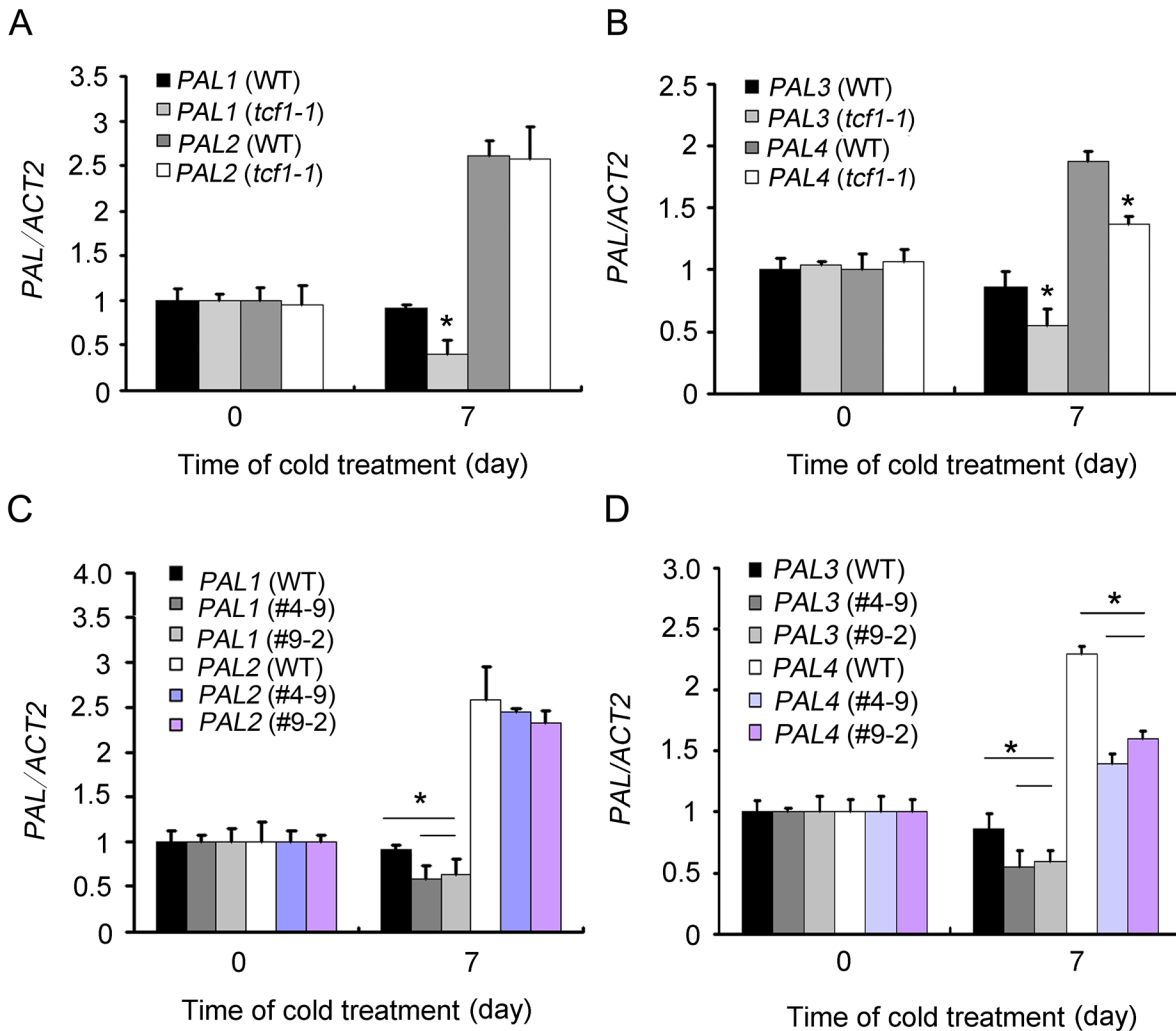 A
PAL/ACT2
3.5
3
2.5
2
1.5
1
0.5
0
PAL1 (WT)
PAL1 (tcf1-1)
PAL2 (WT)
PAL2 (tcf1-1)
*
0
7
Time of cold treatment (day)
B
PAL/ACT2
2.5
2
1.5
1
0.5
0
PAL3 (WT)
PAL3 (tcf1-1)
PAL4 (WT)
PAL4 (tcf1-1)
*
*
0
7
Time of cold treatment (day)
C
PAL/ACT2
4.0
3.5
3
2.5
2
1.5
1
0.5
0
PAL1 (WT)
PAL1 (#4-9)
PAL1 (#9-2)
PAL2 (WT)
PAL2 (#4-9)
PAL2 (#9-2)
*
0
7
Time of cold treatment (day)
D
PAL/ACT2
3.0
2.5
2
1.5
1
0.5
0
PAL3 (WT)
PAL3 (#4-9)
PAL3 (#9-2)
PAL4 (WT)
PAL4 (#4-9)
PAL4 (#9-2)
*
*
0
7
Time of cold treatment (day)